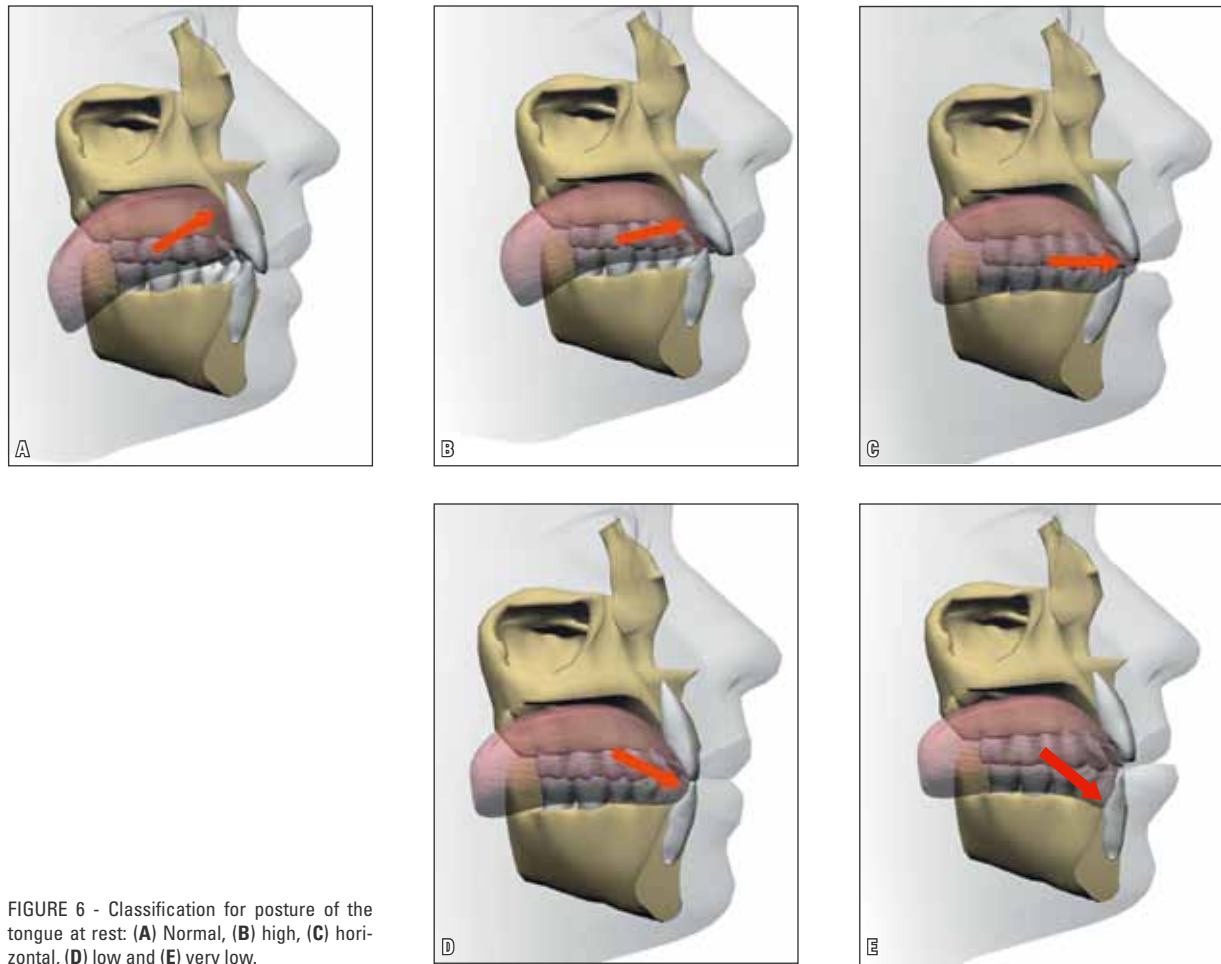 A
B
C
D
E
FIGURE 6 - Classification for posture of the
tongue at rest: (A) Normal, (B) high, (C) hori-
zontal, (D) low and (E) very low.